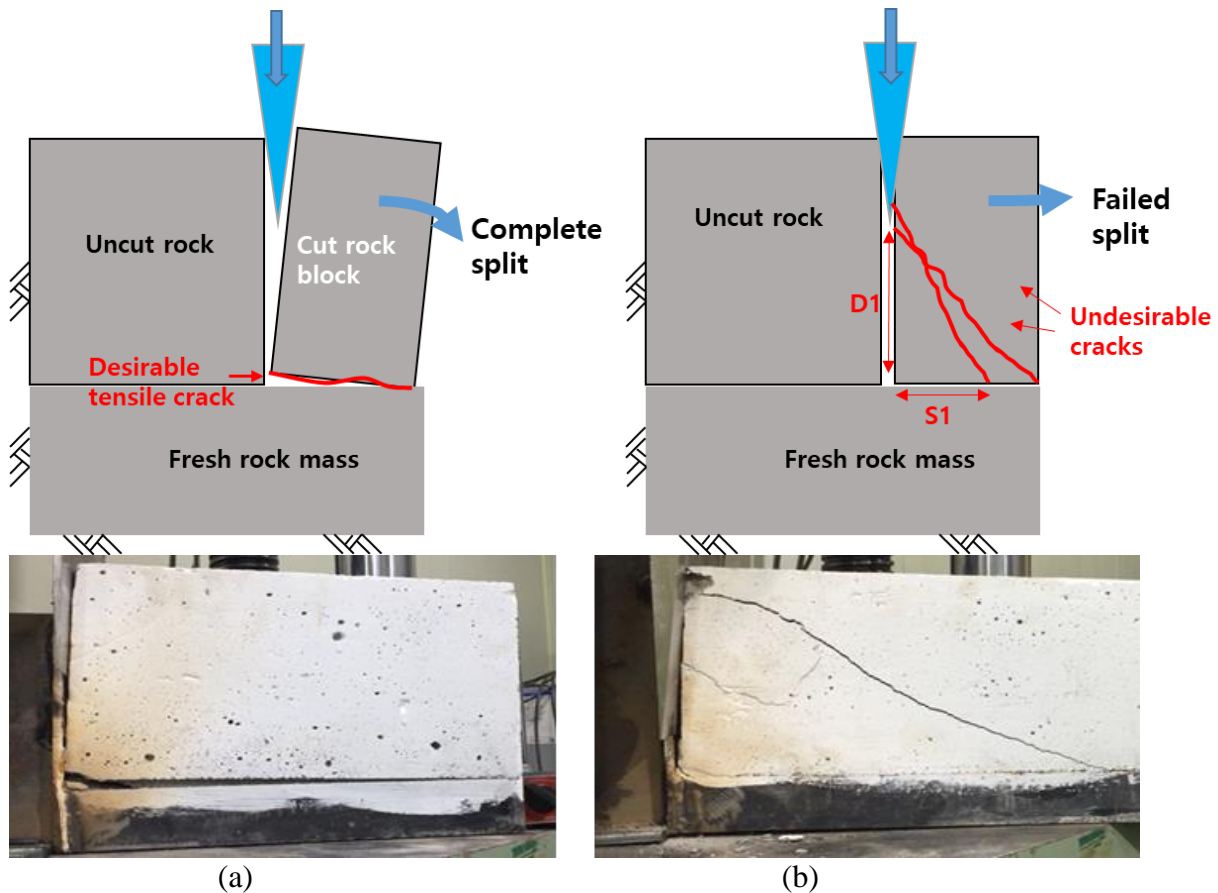 Uncut rock
Cut rock
block
Complete
split
Desirable
tensile crack
Fresh rock mass
Uncut rock
Failed
split
D1
Undesirable
cracks
S1
Fresh rock mass
(a)
(b)